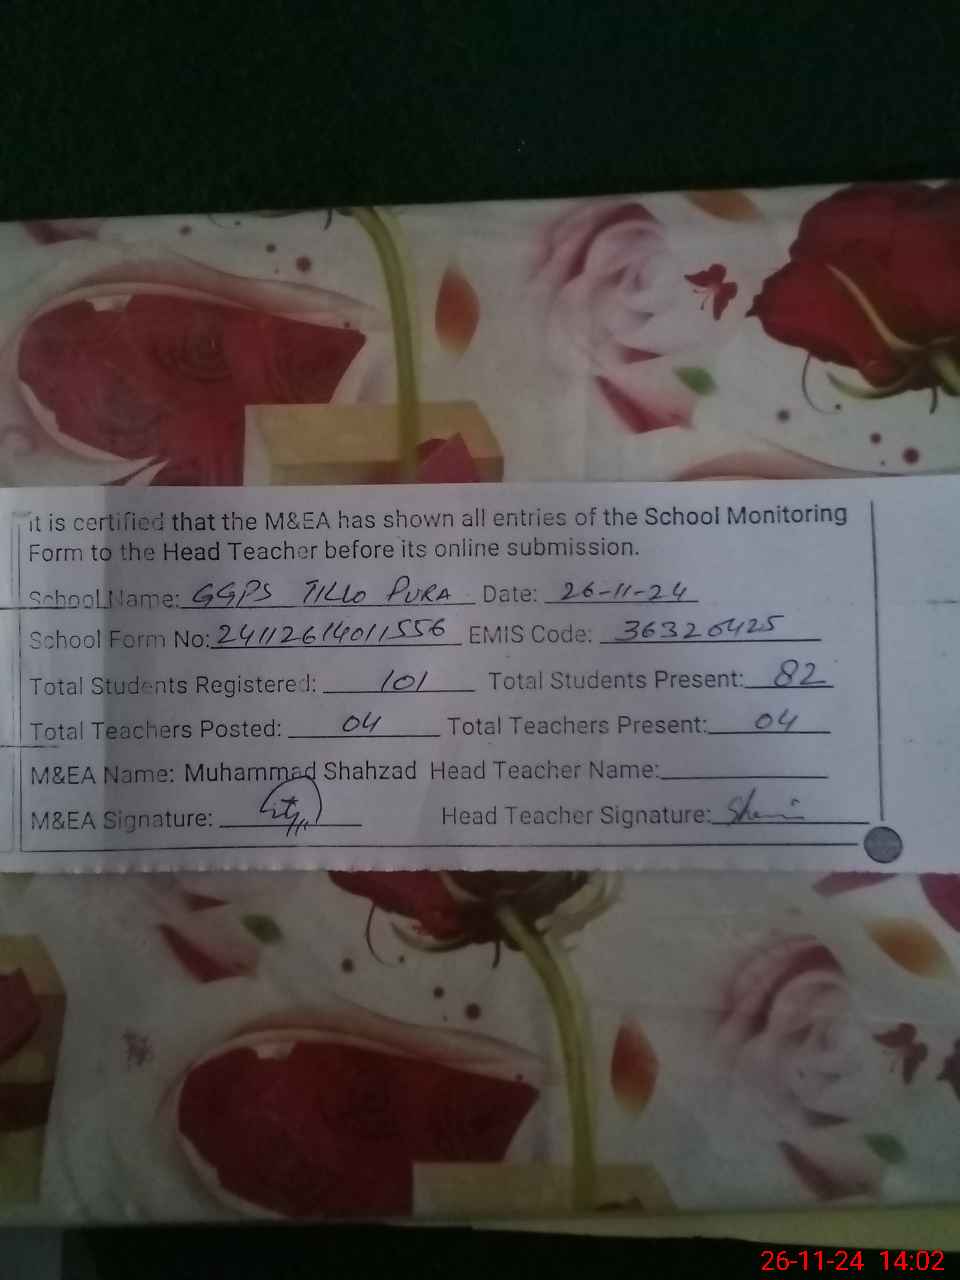 it is certified that the M&EA has shown all entries of the School Monitoring
Form to the Head Teacher before its online submission.
School Name: GGPS TILLO PURA Date: 26-11-24
School Form No: 24112614011556 EMIS Code: 36320425
Total Students Registered: 101 Total Students Present: 82
Total Teachers Posted: 04 Total Teachers Present: 04
M&EA Name: Muhammad Shahzad Head Teacher Name:
M&EA Signature: Head Teacher Signature:
26-11-24 14:02